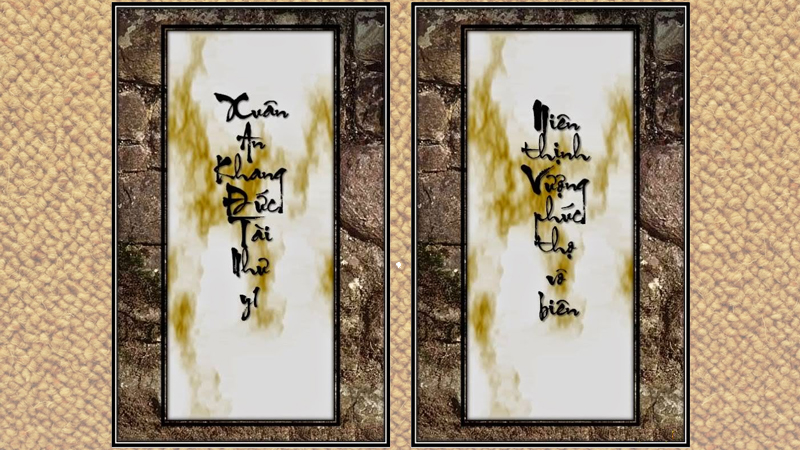 Xuân
An
Khang
Đức
Tài
Như
ý
Niên
thịnh
Vượng
phúc
thọ
vô
biên